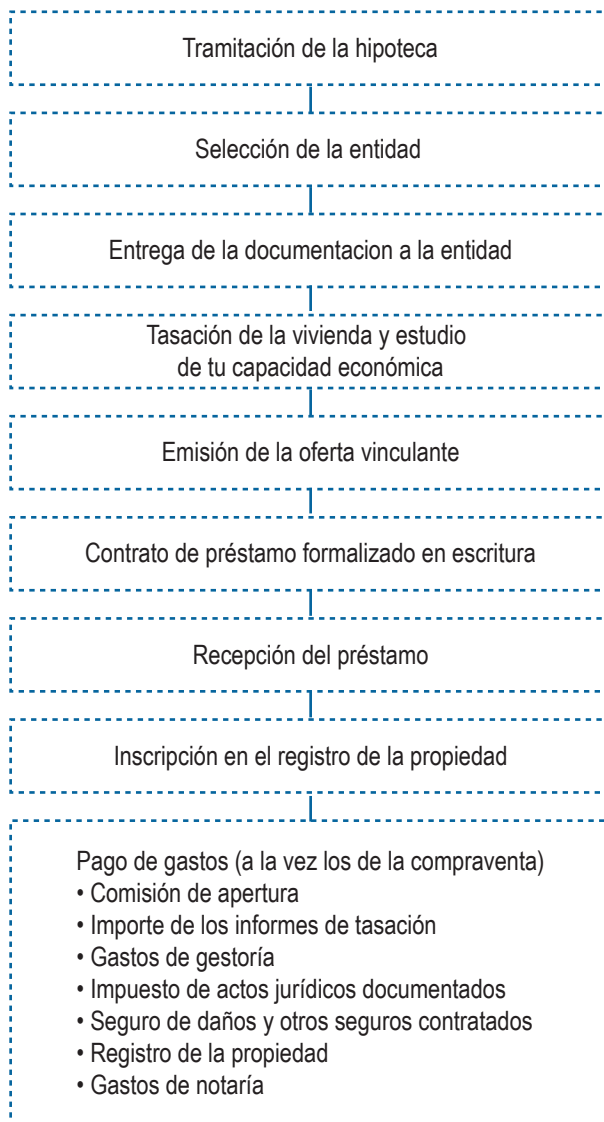 Tramitación de la hipoteca
Selección de la entidad
Entrega de la documentacion a la entidad
Tasación de la vivienda y estudio
de tu capacidad económica
Emisión de la oferta vinculante
Contrato de préstamo formalizado en escritura
Recepción del préstamo
Inscripción en el registro de la propiedad
Pago de gastos (a la vez los de la compraventa)
• Comisión de apertura
• Importe de los informes de tasación
• Gastos de gestoría
• Impuesto de actos jurídicos documentados
• Seguro de daños y otros seguros contratados
• Registro de la propiedad
• Gastos de notaría